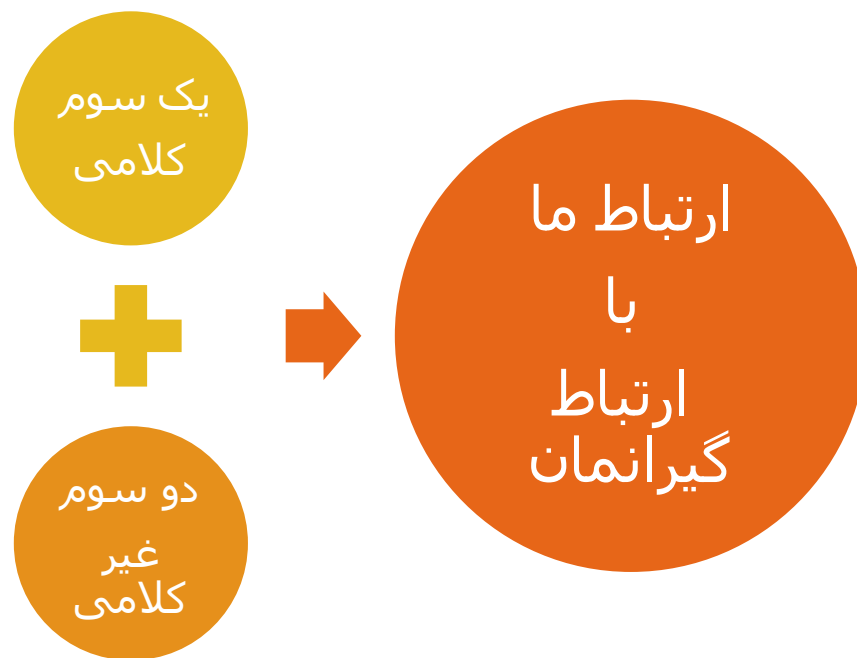 یک سوم
کلامی
دو سوم
غیر
کلامی
ارتباط ما
با
ارتباط
گیرانمان